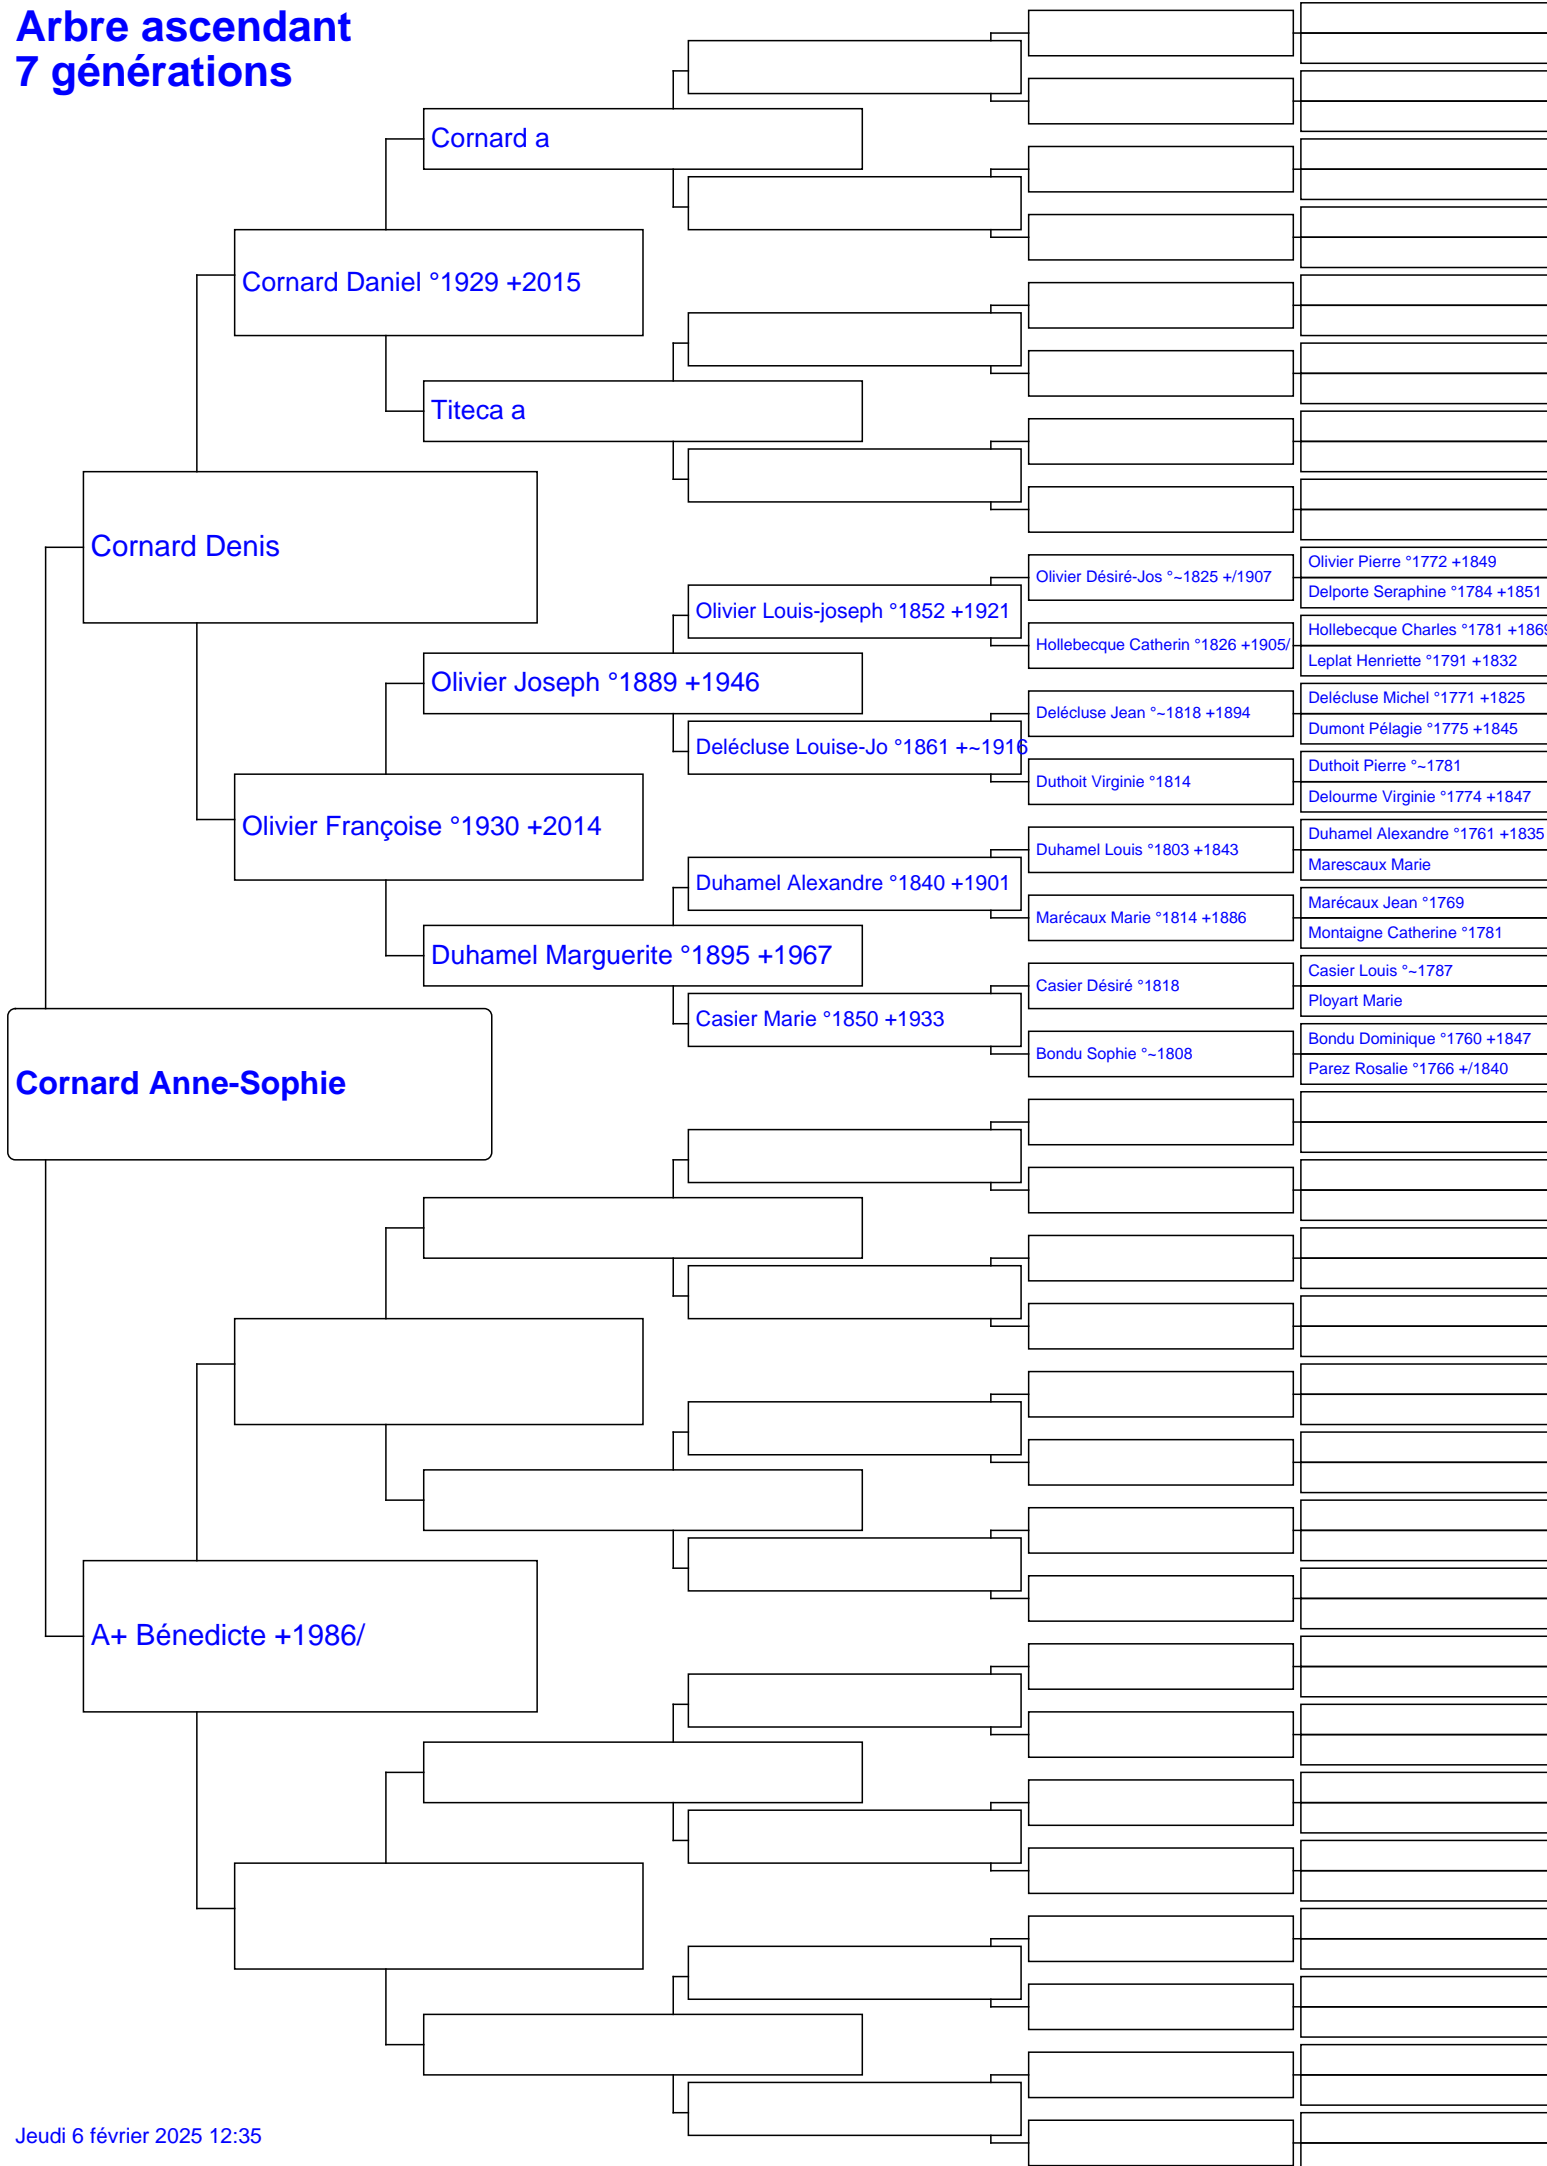 Arbre ascendant
7 générations
Cornard a
Cornard Daniel °1929 +2015
Titeca a
Cornard Denis
Olivier Pierre °1772 +1849
Olivier Désiré-Jos °~1825 +/1907
Delporte Seraphine °1784 +1851
Olivier Louis-joseph °1852 +1921
Hollebecque Charles °1781 +1869
Hollebecque Catherin °1826 +1905/
Leplat Henriette °1791 +1832
Olivier Joseph °1889 +1946
Delécluse Michel °1771 +1825
Delécluse Jean °~1818 +1894
Dumont Pélagie °1775 +1845
Delécluse Louise-Jo °1861 +~1916
Duthoit Pierre °~1781
Duthoit Virginie °1814
Delourme Virginie °1774 +1847
Olivier Françoise °1930 +2014
Duhamel Alexandre °1761 +1835
Duhamel Louis °1803 +1843
Marescaux Marie
Duhamel Alexandre °1840 +1901
Marécaux Jean °1769
Marécaux Marie °1814 +1886
Montaigne Catherine °1781
Duhamel Marguerite °1895 +1967
Casier Louis °~1787
Casier Désiré °1818
Ployart Marie
Casier Marie °1850 +1933
Bondu Dominique °1760 +1847
Bondu Sophie °~1808
Parez Rosalie °1766 +/1840
Cornard Anne-Sophie
A+ Bénedicte +1986/
Jeudi 6 février 2025 12:35